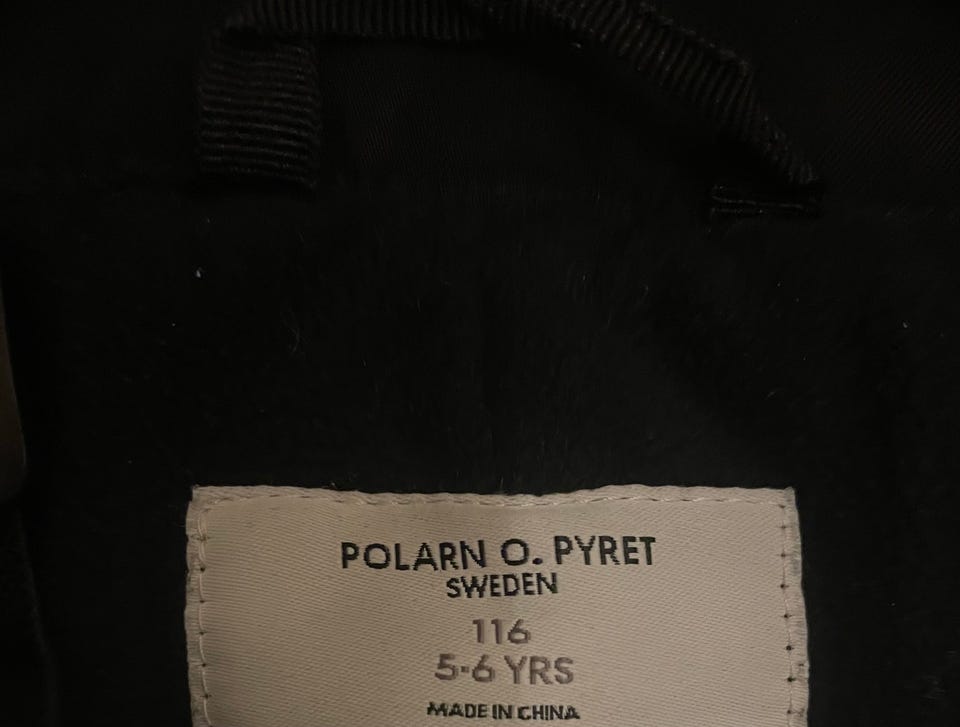 POLARN O. PYRET
SWEDEN
116
5-6 YRS
MADE IN CHINA